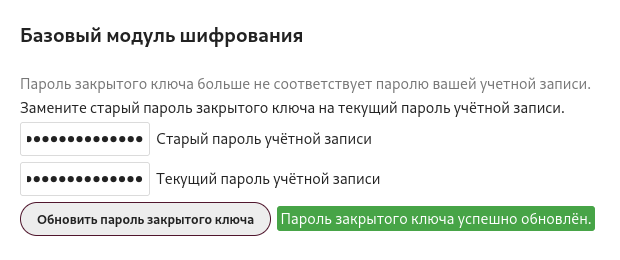 Базовый модуль шифрования
Пароль закрытого ключа больше не соответствует паролю вашей учетной записи.
Замените старый пароль закрытого ключа на текущий пароль учётной записи.
Старый пароль учётной записи
Текущий пароль учётной записи
Обновить пароль закрытого ключа Пароль закрытого ключа успешно обновлён.